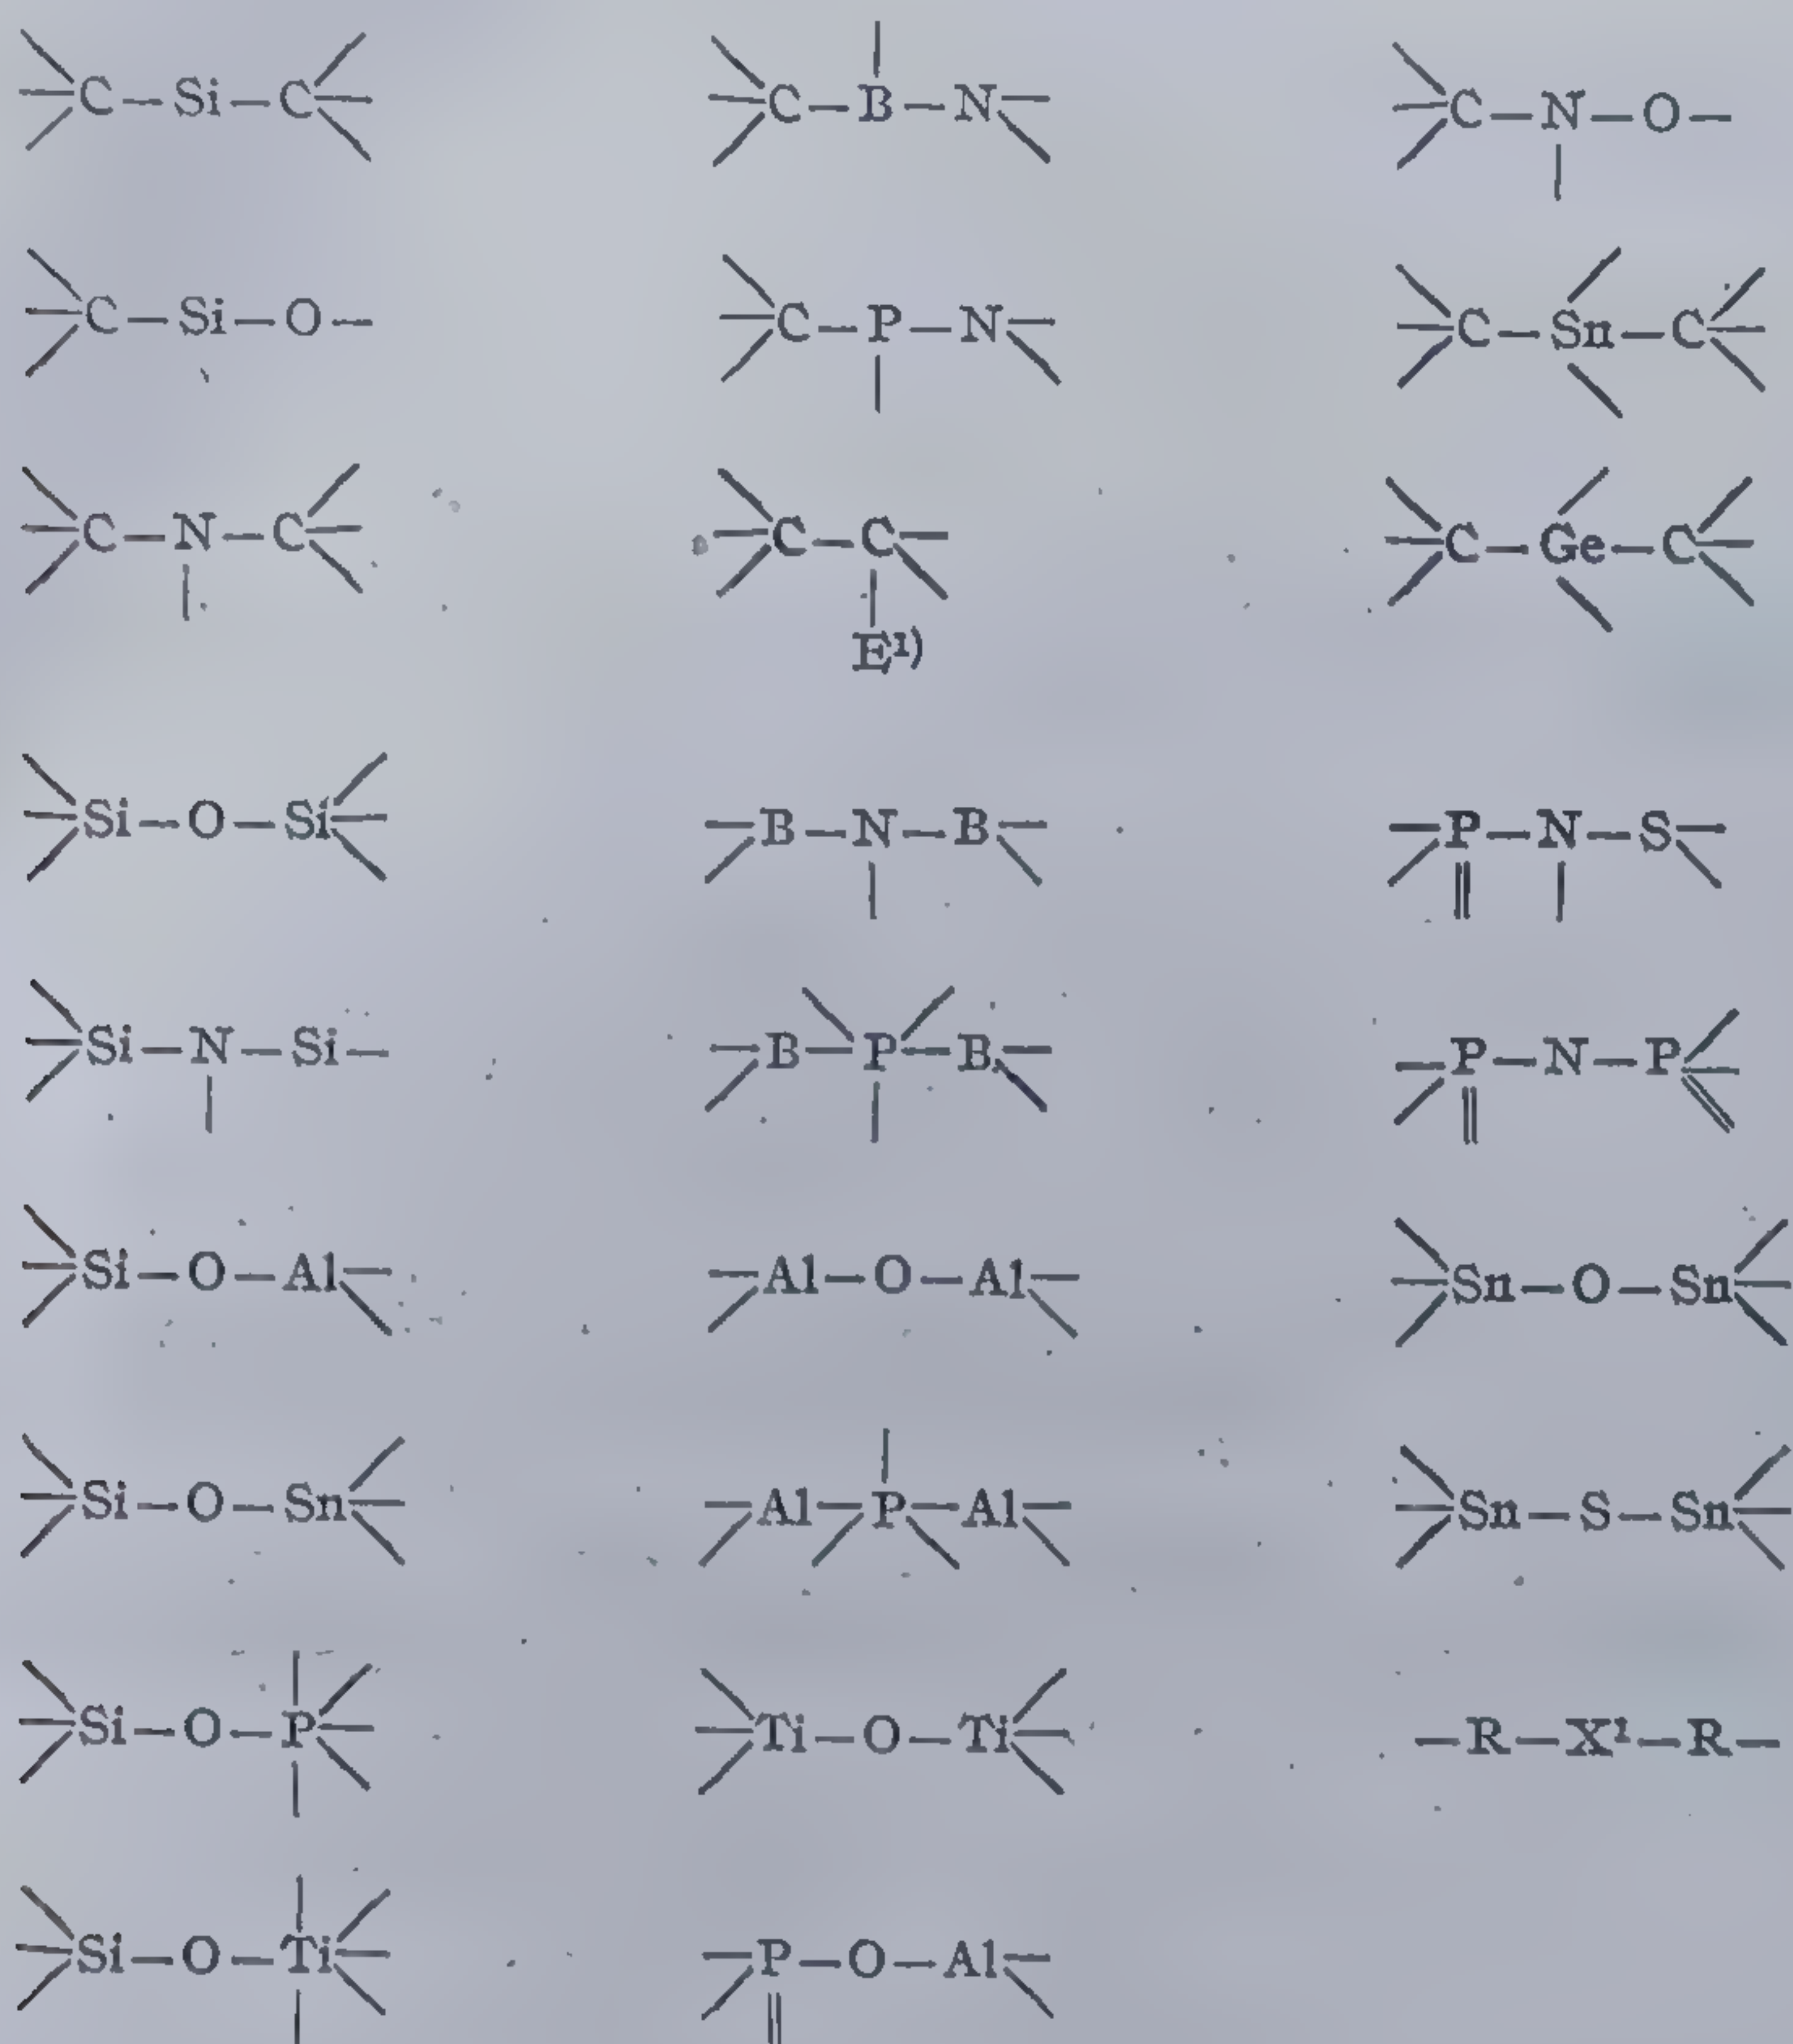 C—Si—C C—B—N C—N—O—
C—Si—O— C—P—N C—Sn—C
C—N—C C—C C—Ge—C
E¹)
Si—O—Si —B—N—B— —P—N—S—
Si—N—Si— —B—P—B— —P—N—P
Si—O—Al— —Al—O—Al— Sn—O—Sn
Si—O—Sn —Al—P—Al— Sn—S—Sn
Si—O—P Ti—O—Ti —R—X¹—R—
Si—O—Ti —P—O—Al—